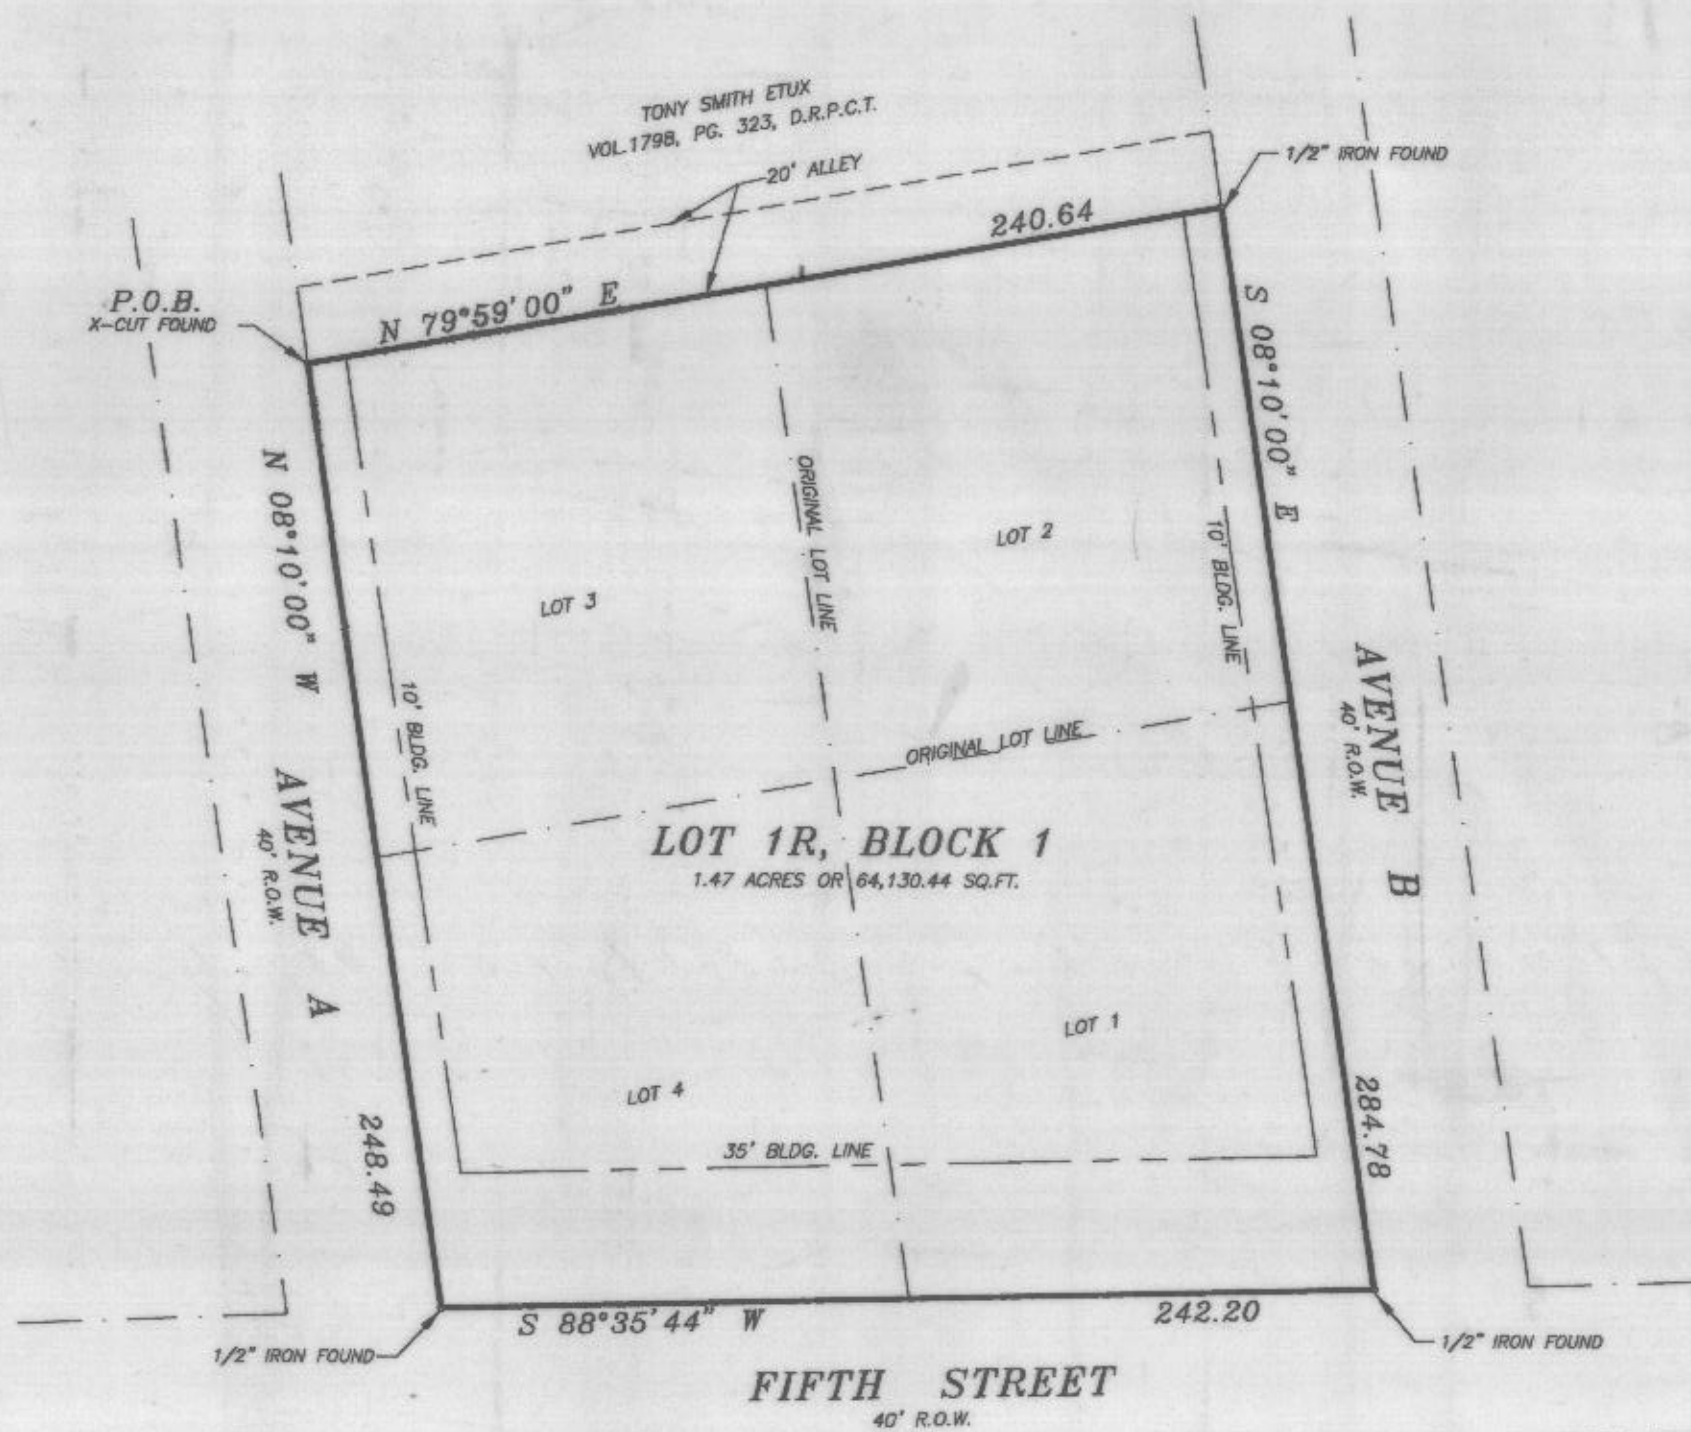 TONY SMITH ETUX
VOL.1798, PG. 323, D.R.P.C.T.
20' ALLEY
1/2" IRON FOUND
240.64
P.O.B.
X-CUT FOUND
N 79°59'00" E
S 08°10'00" E
N 08°10'00" W
ORIGINAL LOT LINE
LOT 2
10' BLDG. LINE
LOT 3
10' BLDG. LINE
AVENUE B
40' R.O.W.
ORIGINAL LOT LINE
AVENUE A
40' R.O.W.
LOT 1R, BLOCK 1
1.47 ACRES OR 64,130.44 SQ.FT.
LOT 1
LOT 4
284.78
248.49
35' BLDG. LINE
S 88°35'44" W
242.20
1/2" IRON FOUND
1/2" IRON FOUND
FIFTH STREET
40' R.O.W.